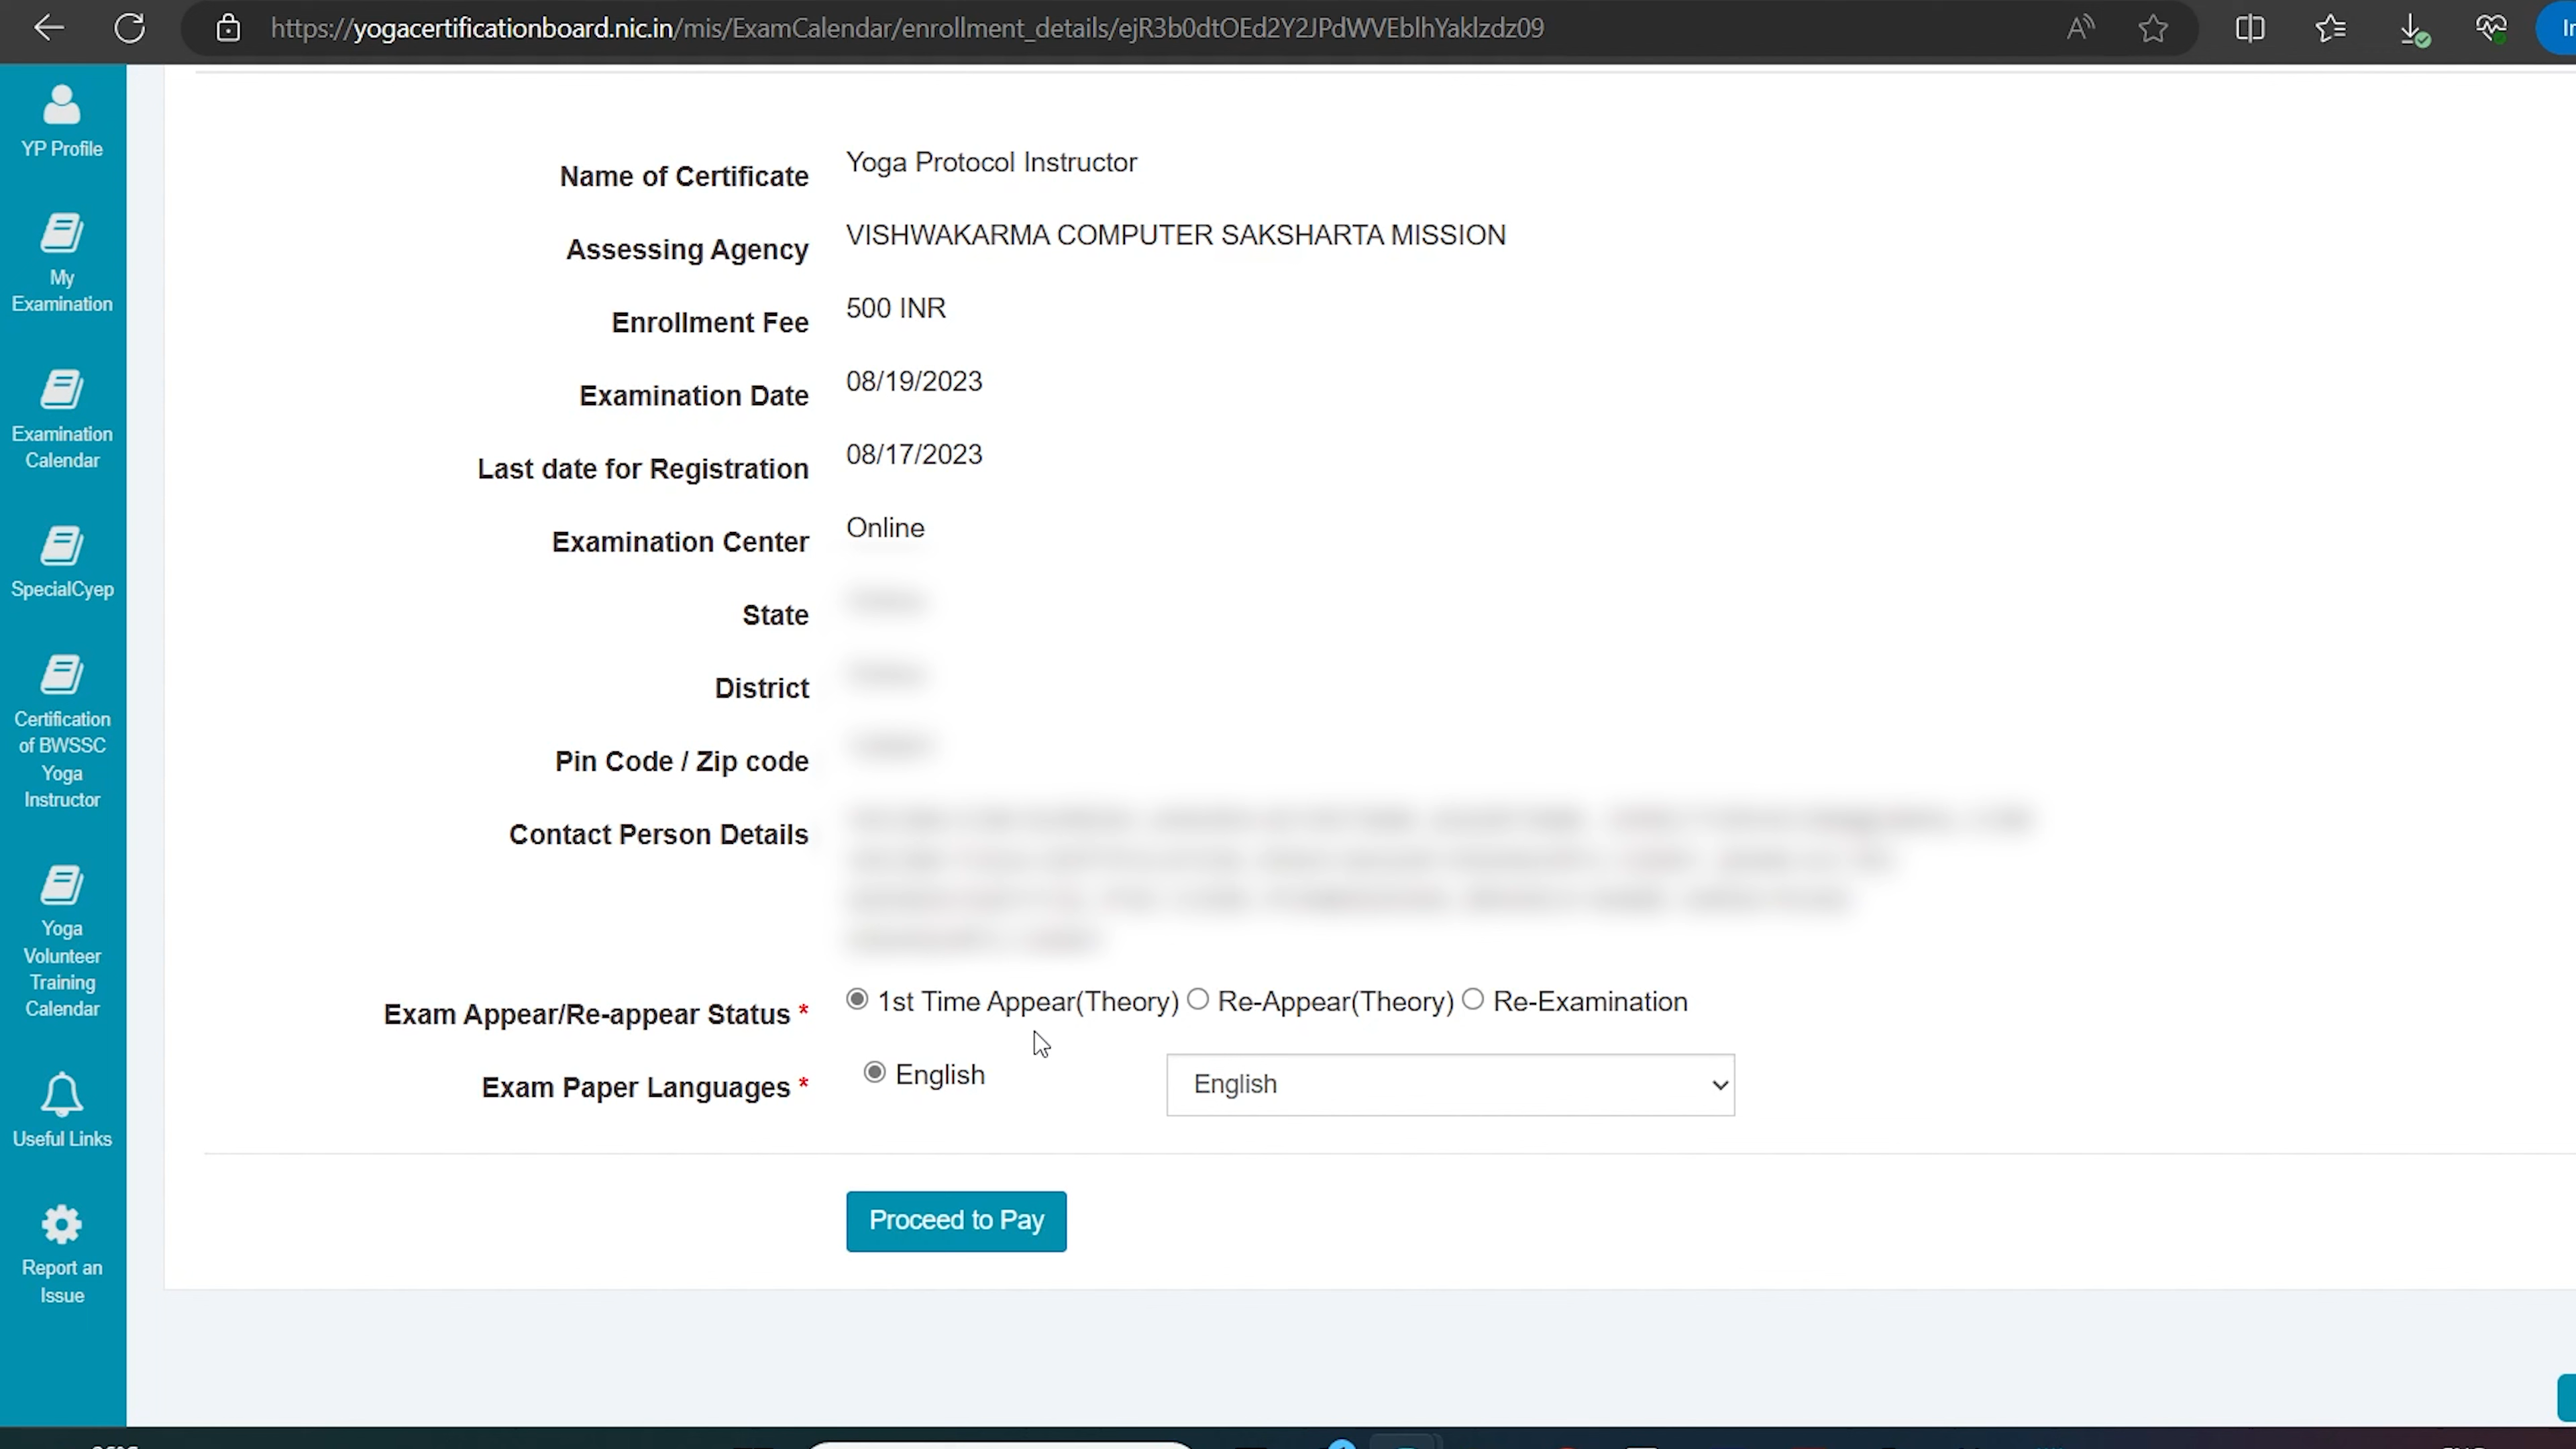 https://yogacertificationboard.nic.in/mis/ExamCalendar/enrollment_details/ejR3b0dtOEd2Y2JPdWVEblhYaklzdz09
YP Profile
My
Examination
Examination
Calendar
SpecialCyep
Certification
of BWSSC
Yoga
Instructor
Yoga
Volunteer
Training
Calendar
Useful Links
Report an
Issue
Name of Certificate Yoga Protocol Instructor
Assessing Agency VISHWAKARMA COMPUTER SAKSHARTA MISSION
Enrollment Fee 500 INR
Examination Date 08/19/2023
Last date for Registration 08/17/2023
Examination Center Online
State
District
Pin Code / Zip code
Contact Person Details
Exam Appear/Re-appear Status * 1st Time Appear(Theory) Re-Appear(Theory) Re-Examination
Exam Paper Languages * English English
Proceed to Pay